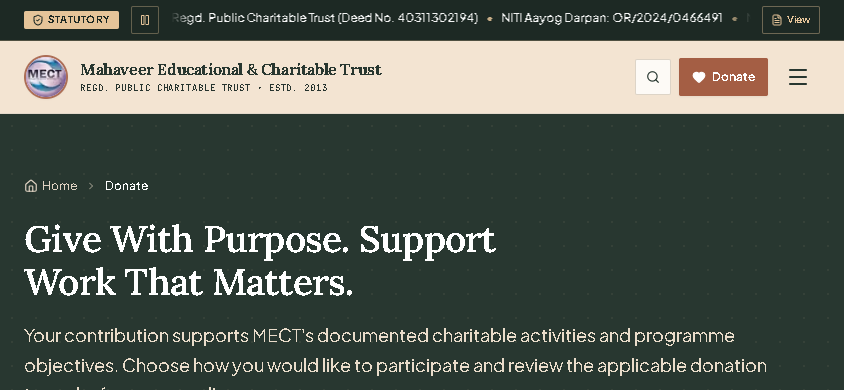 STATUTORY
Regd. Public Charitable Trust (Deed No. 40311302194) • NITI Aayog Darpan: OR/2024/0466491 •
View
MECT
Mahaveer Educational & Charitable Trust
REGD. PUBLIC CHARITABLE TRUST • ESTD. 2013
Donate
Home > Donate
Give With Purpose. Support
Work That Matters.
Your contribution supports MECT's documented charitable activities and programme
objectives. Choose how you would like to participate and review the applicable donation